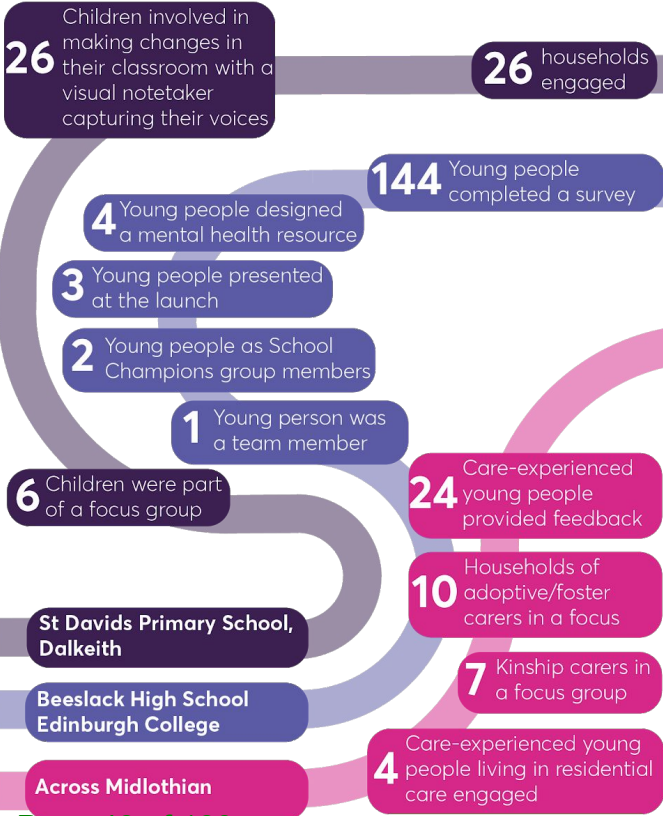 26
Children involved in
making changes in
their classroom with a
visual notetaker
capturing their voices
26
households
engaged
144
Young people
completed a survey
4
Young people designed
a mental health resource
3
Young people presented
at the launch
2
Young people as School
Champions group members
1
Young person was
a team member
6
Children were part
of a focus group
24
Care-experienced
young people
provided feedback
10
Households of
adoptive/foster
carers in a focus
7
Kinship carers in
a focus group
4
Care-experienced young
people living in residential
care engaged
St Davids Primary School,
Dalkeith
Beeslack High School
Edinburgh College
Across Midlothian